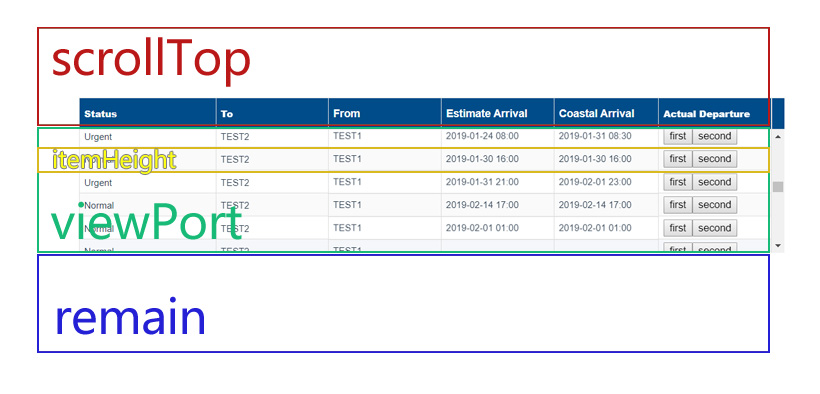 scrollTop
Status To From Estimate Arrival Coastal Arrival Actual Departure
Urgent TEST2 TEST1 2019-01-24 08:00 2019-01-31 08:30 first second
itemHeight TEST2 TEST1 2019-01-30 16:00 2019-01-30 16:00 first second
Urgent TEST2 TEST1 2019-01-31 21:00 2019-02-01 23:00 first second
Normal TEST2 TEST1 2019-02-14 17:00 2019-02-14 17:00 first second
viewPort
Normal TEST2 TEST1 2019-02-01 01:00 2019-02-01 01:00 first second
Normal TEST2 TEST1 first second
remain